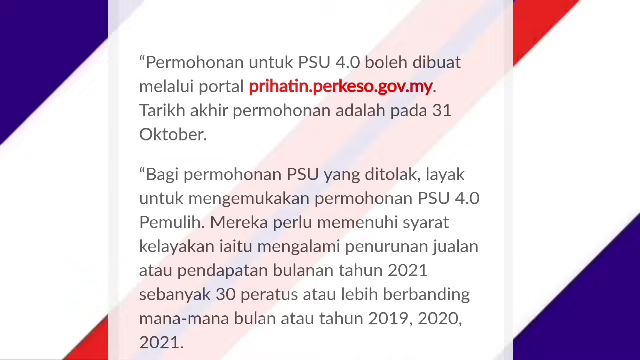 “Permohonan untuk PSU 4.0 boleh dibuat
melalui portal prihatin.perkeso.gov.my.
Tarikh akhir permohonan adalah pada 31
Oktober.
“Bagi permohonan PSU yang ditolak, layak
untuk mengemukakan permohonan PSU 4.0
Pemulih. Mereka perlu memenuhi syarat
kelayakan iaitu mengalami penurunan jualan
atau pendapatan bulanan tahun 2021
sebanyak 30 peratus atau lebih berbanding
mana-mana bulan atau tahun 2019, 2020,
2021.